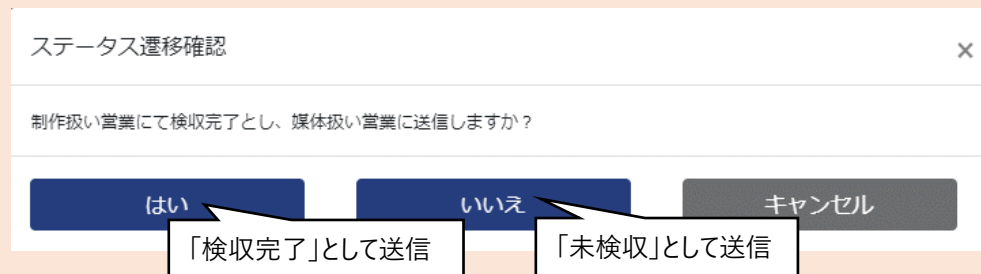 ステータス遷移確認
×
制作扱い営業にて検収完了とし、媒体扱い営業に送信しますか？
はい
いいえ
キャンセル
「検収完了」として送信
「未検収」として送信